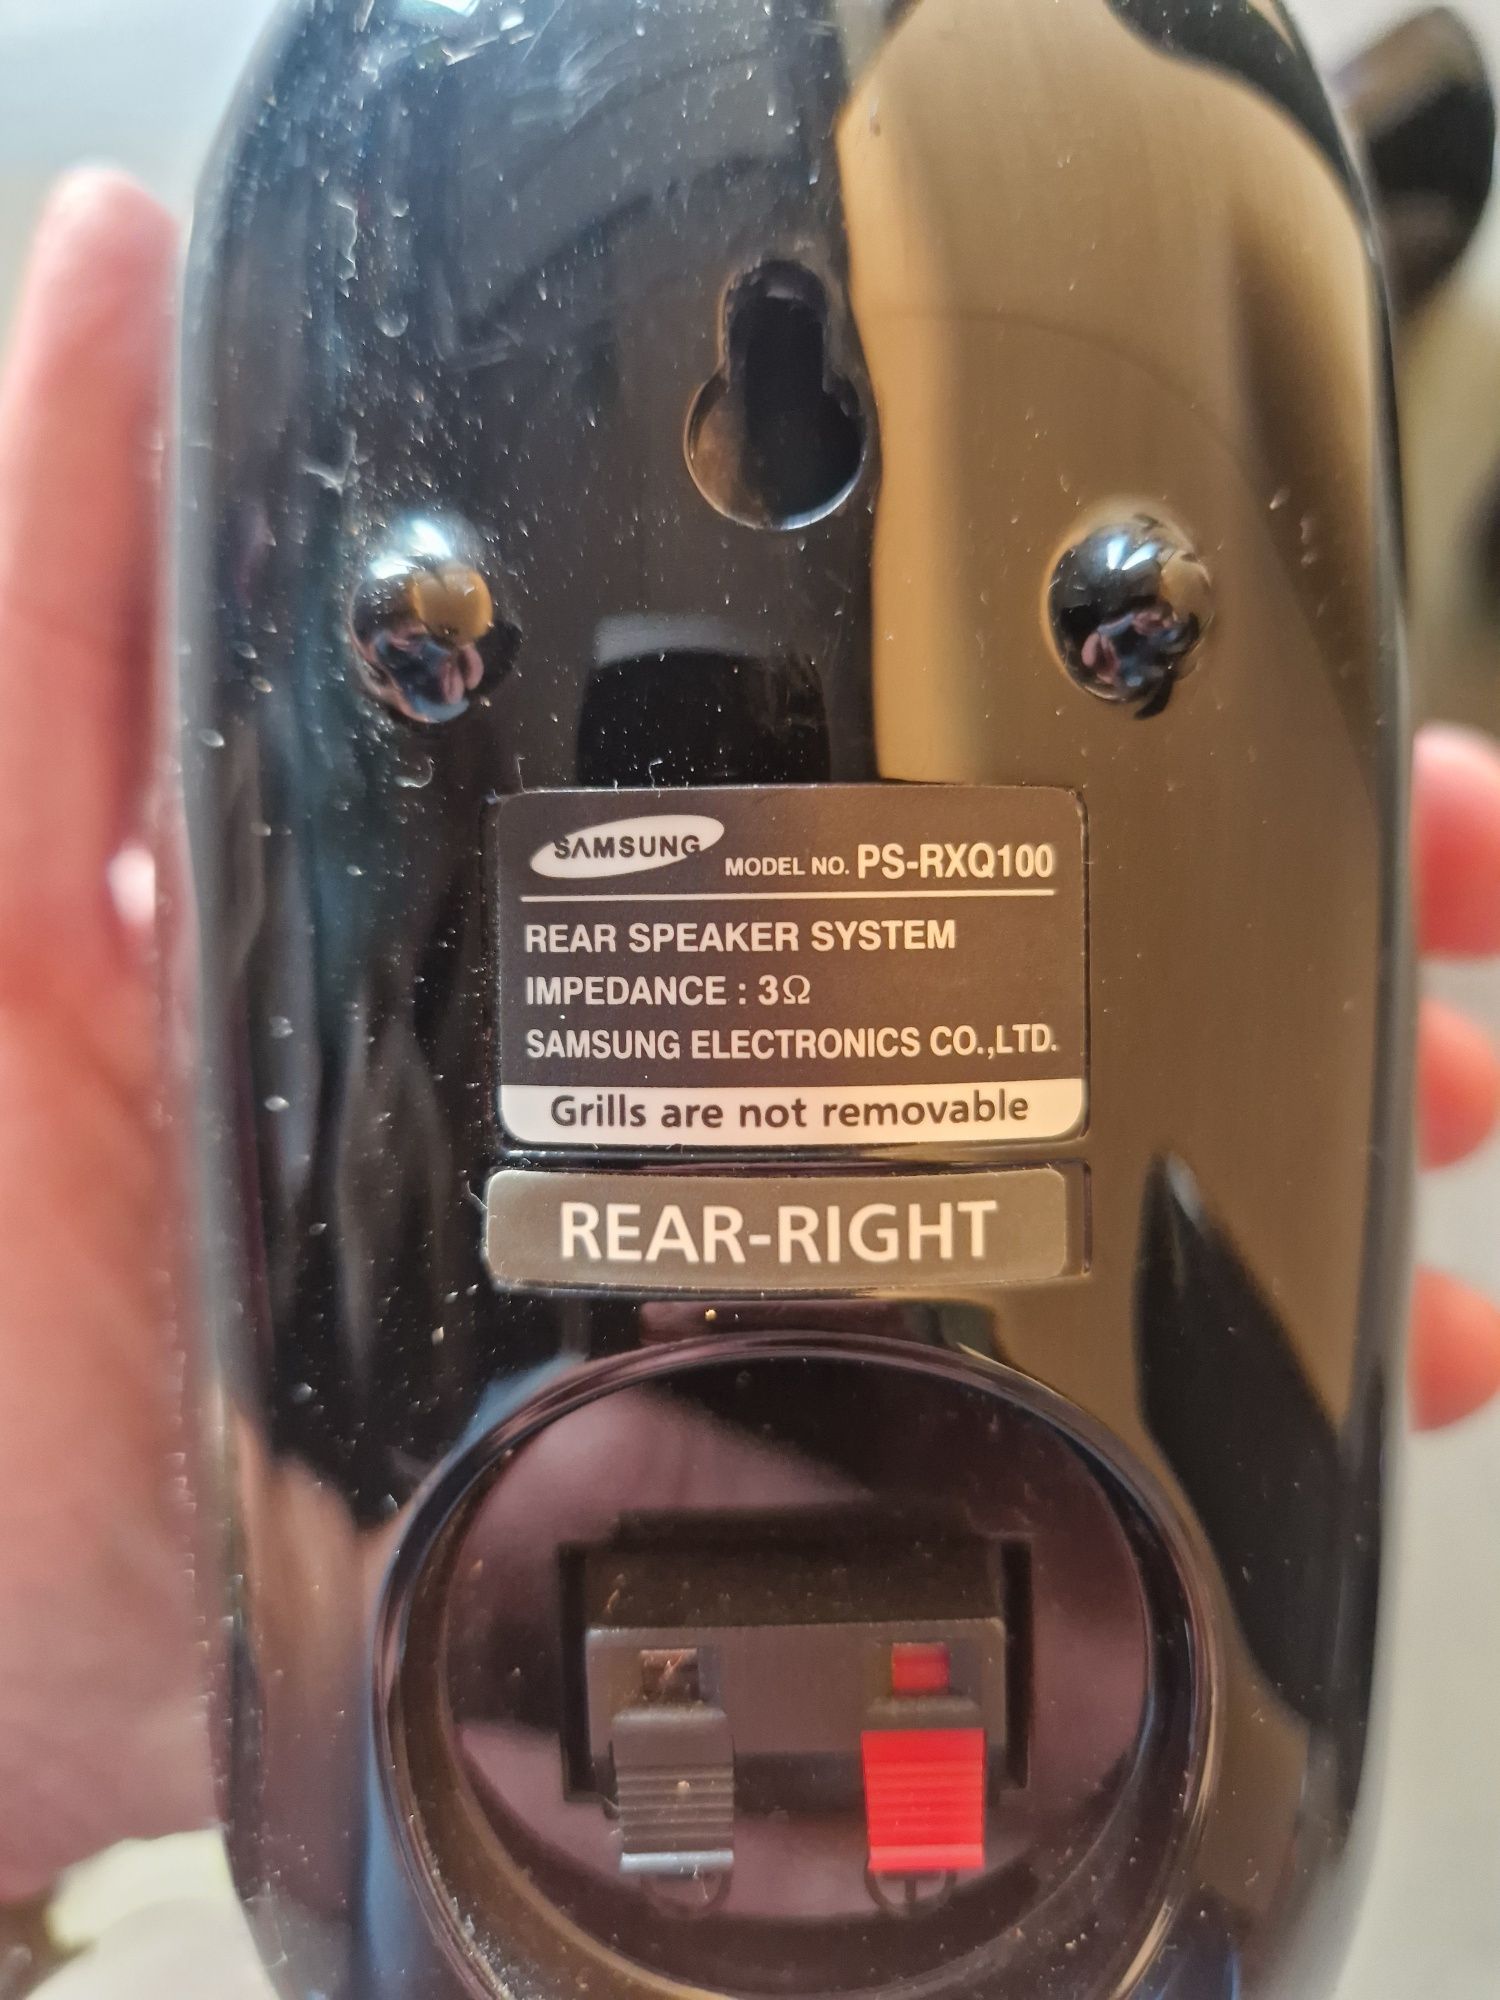 SAMSUNG MODEL NO. PS-RXQ100
REAR SPEAKER SYSTEM
IMPEDANCE : 3Ω
SAMSUNG ELECTRONICS CO.,LTD.
Grills are not removable
REAR-RIGHT